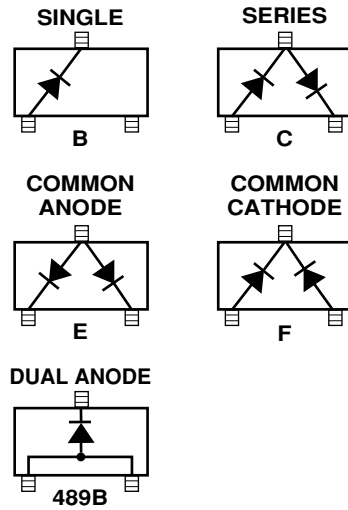 SINGLE
B
SERIES
C
COMMON
ANODE
E
COMMON
CATHODE
F
DUAL ANODE
489B